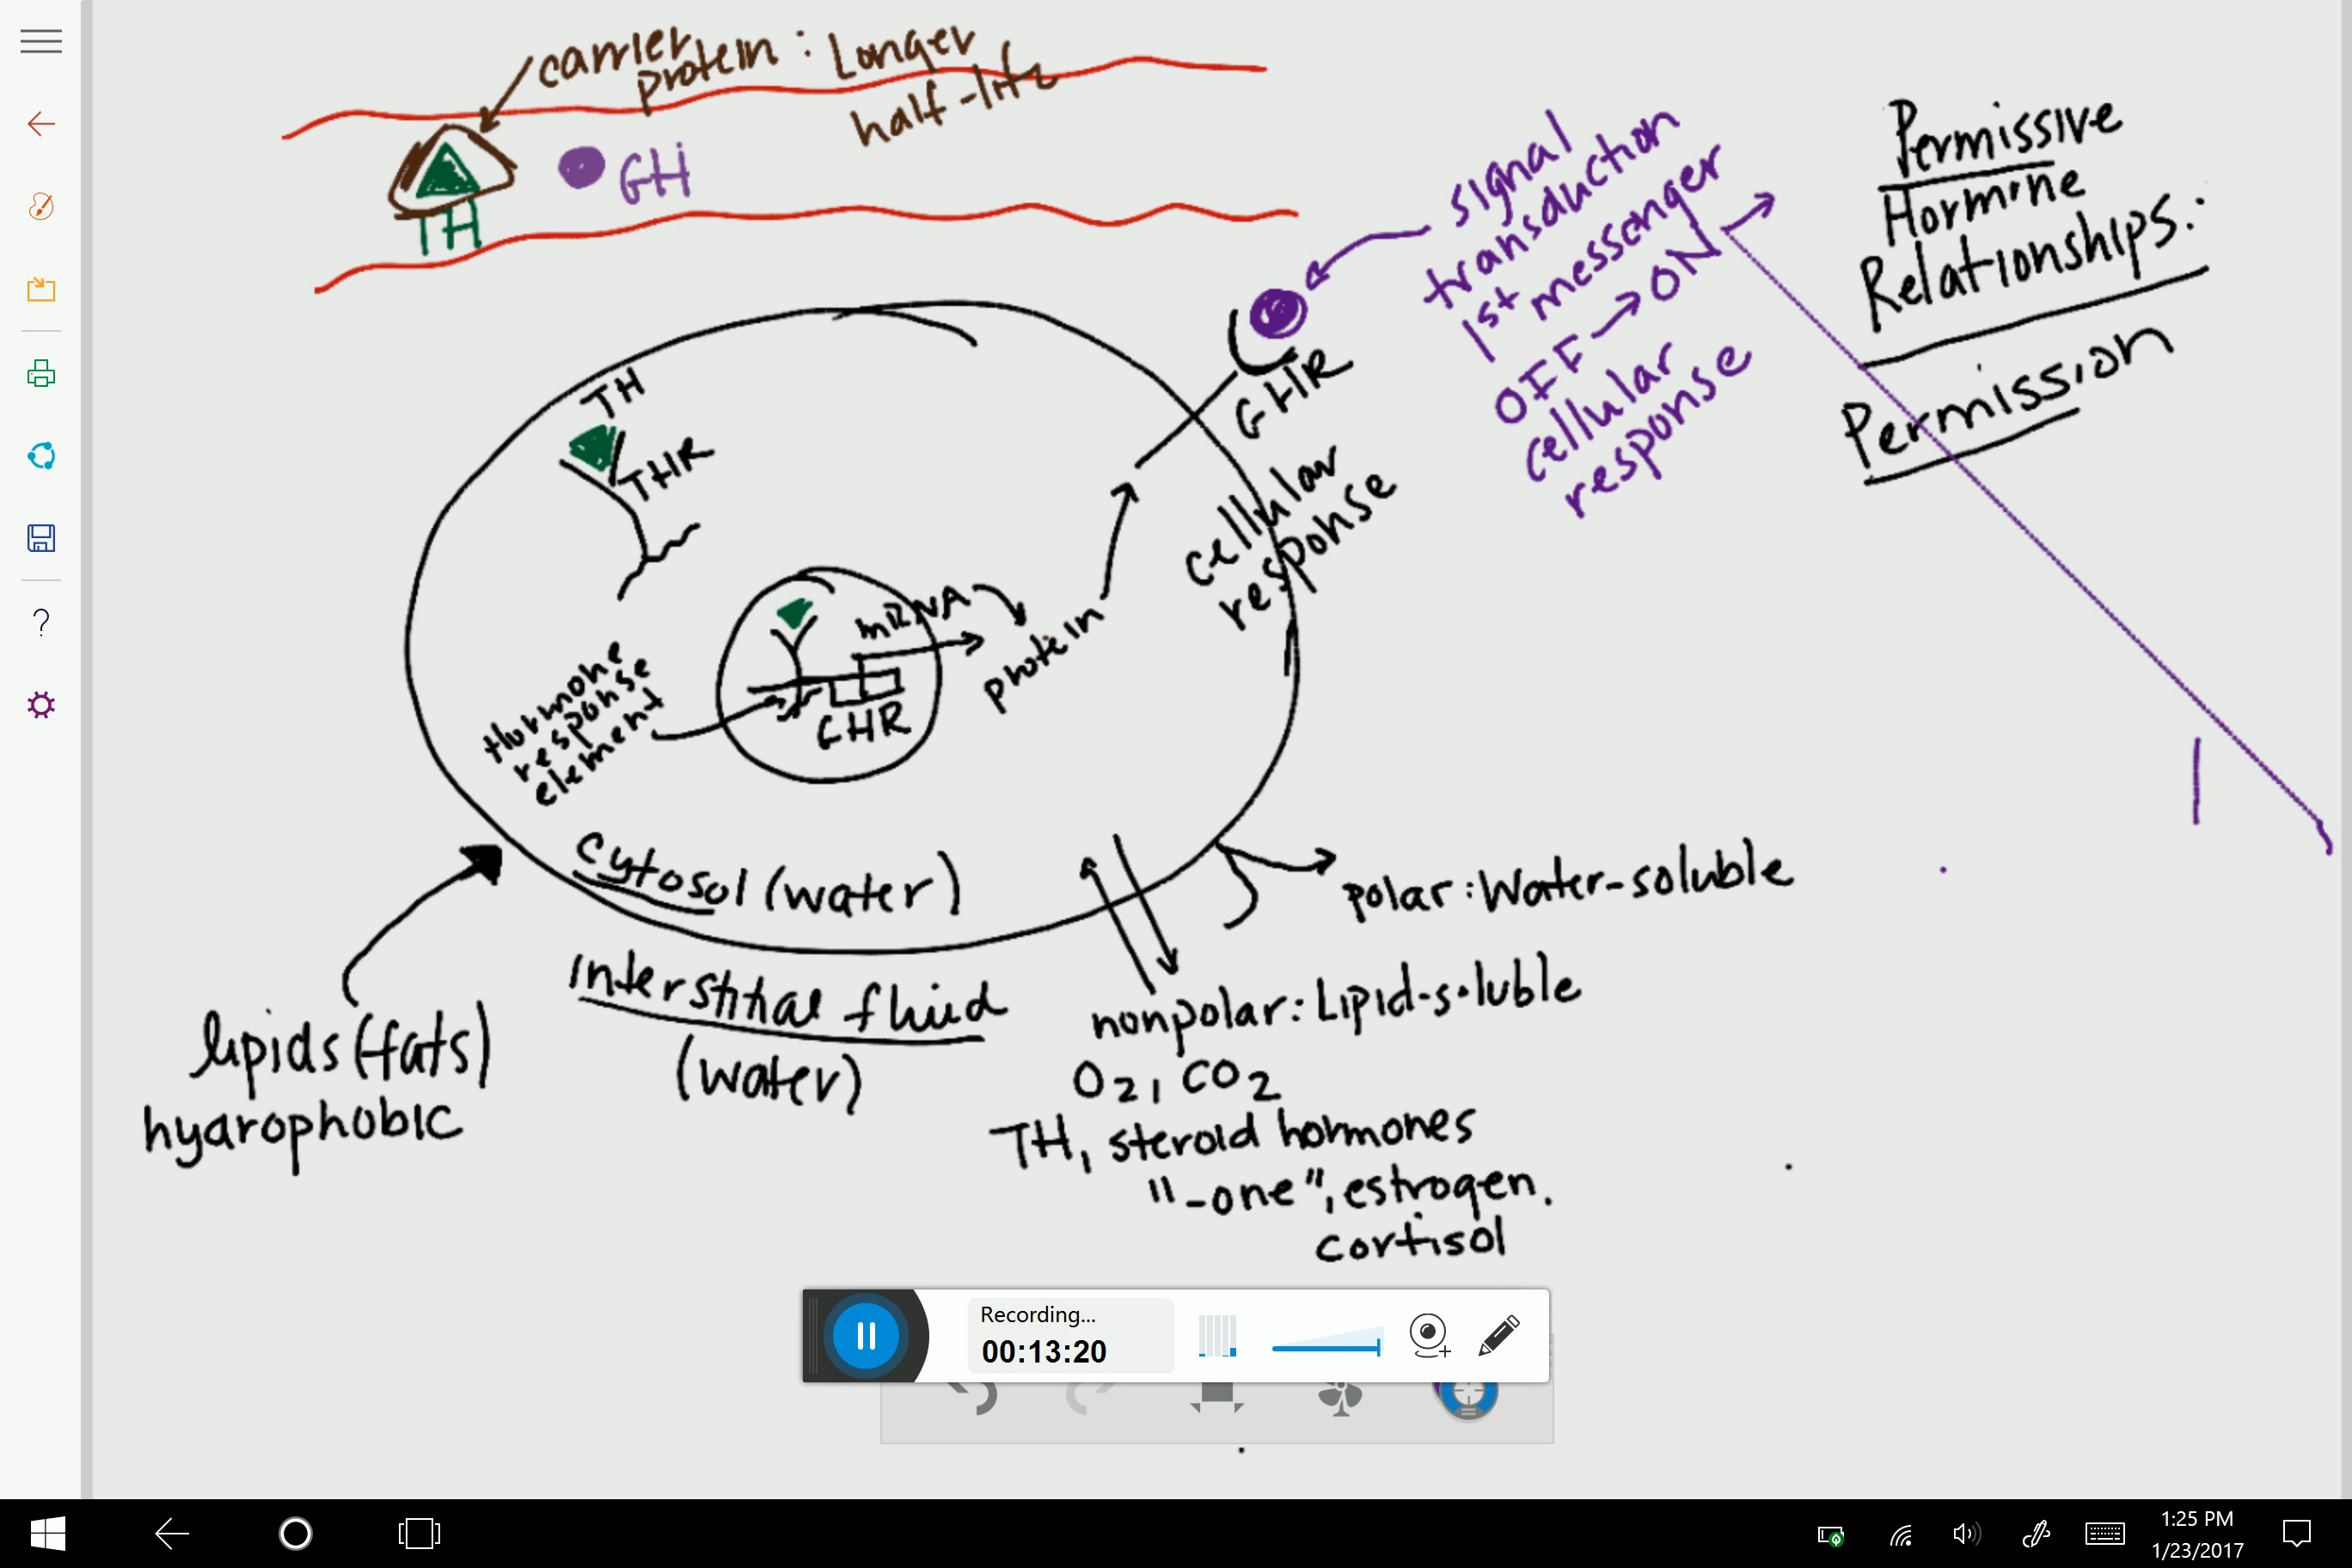 carrier
protein : Longer
half-life
TH
GH
signal
transduction
1st messenger
OFF → ON
cellular
response
Permissive
Hormine
Relationships:
Permission
TH
THR
GHR
cellular
response
mRNA
protein
GHR
Hormone
response
element
cytosol (water)
Interstitial fluid
(water)
lipids (fats)
hydrophobic
polar : Water-soluble
nonpolar: Lipid-soluble
O2, CO2
TH, steroid hormones
"-one", estrogen.
cortisol
?
Recording...
00:13:20
1:25 PM
1/23/2017